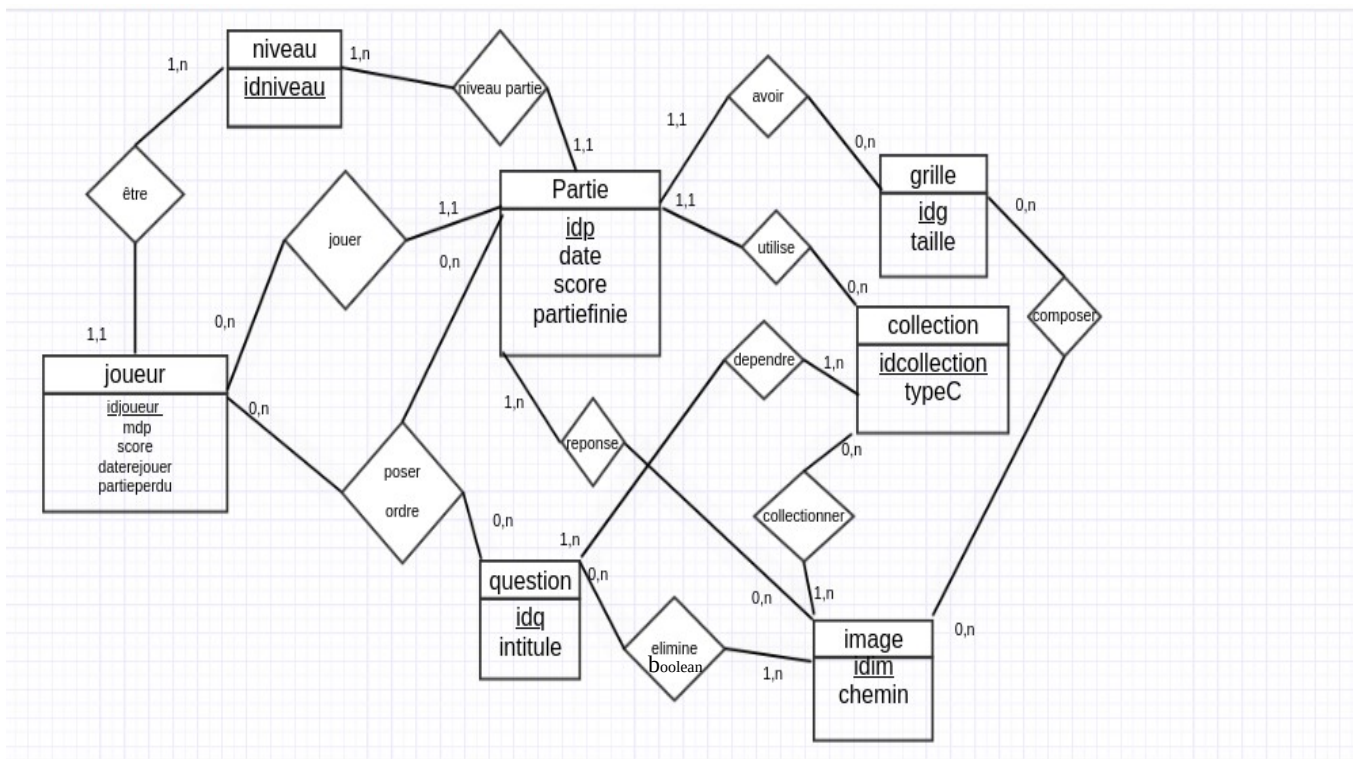 niveau
idniveau
1,n
1,n
niveau partie
1,1
avoir
1,1
0,n
être
1,1
jouer
1,1
0,n
Partie
idp
date
score
partiefinie
0,n
1,1
utilise
0,n
grille
idg
taille
0,n
composer
0,n
collection
idcollection
typeC
dependre
1,n
1,n
joueur
idjoueur
mdp
score
daterejouer
partieperdu
0,n
poser
ordre
0,n
1,n
reponse
0,n
0,n
collectionner
1,n
question
idq
intitule
0,n
elimine
boolean
1,n
image
idim
chemin